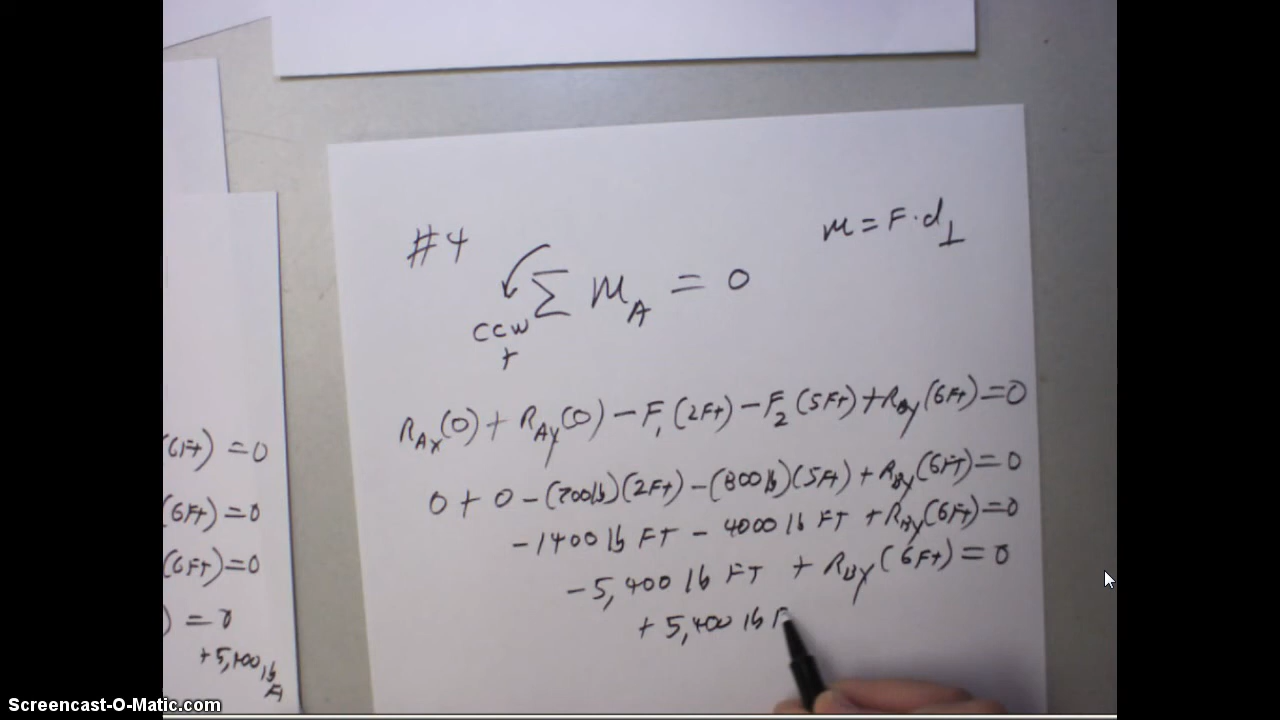 #4
M = F·d⊥
∑ M_A = 0
CCW
+
R_Ax(0) + R_Ay(0) – F₁(2Ft) – F₂(5Ft) + R_By(6Ft) = 0
0 + 0 – (700lb)(2Ft) – (800lb)(5Ft) + R_By(6Ft) = 0
– 1400 lb FT – 4000 lb FT + R_By(6Ft) = 0
– 5,400 lb FT + R_By(6Ft) = 0
+ 5,400 lb F
(6Ft) = 0
(6Ft) = 0
(6Ft) = 0
) = 0
+5,400 lb
Ft
Screencast-O-Matic.com